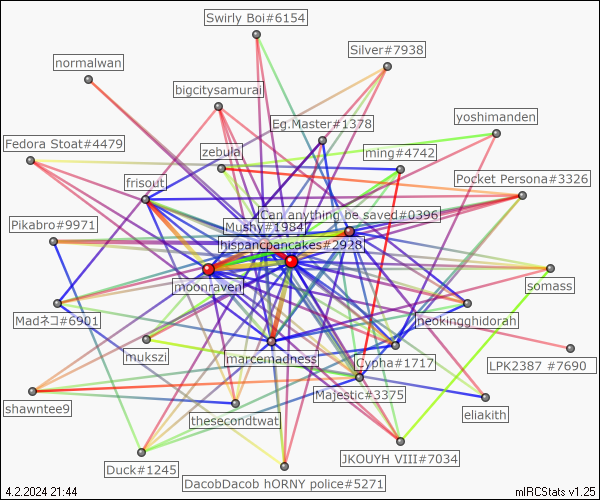 Swirly Boi#6154
Silver#7938
normalwan
bigcitysamurai
Eg.Master#1378
yoshimanden
Fedora Stoat#4479
zebula
ming#4742
frisout
Pocket Persona#3326
Can anything be saved#0396
Pikabro#9971
Mushy#1984
hispancpancakes#2928
moonraven
somass
Madネコ#6901
neokingghidorah
mukszi
marcemadness
Cypha#1717
LPK2387 #7690
Majestic#3375
shawntee9
thesecondtwat
eliakith
JKOUYH VIII#7034
Duck#1245
DacobDacob hORNY police#5271
4.2.2024 21:44
mIRCStats v1.25